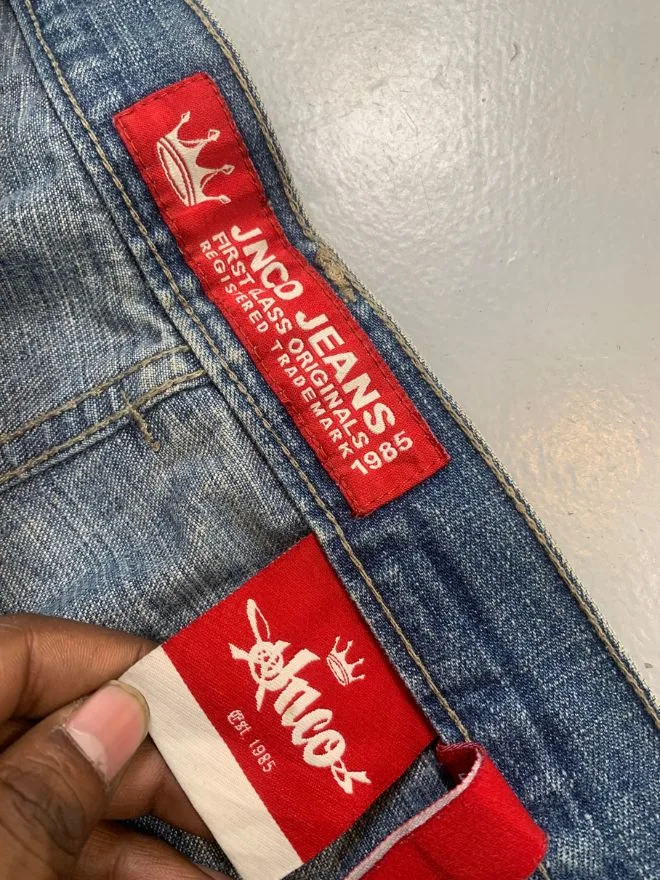 JNCO JEANS
FIRST CLASS ORIGINALS
REGISTERED TRADEMARK
1985
Jnco
Est 1985